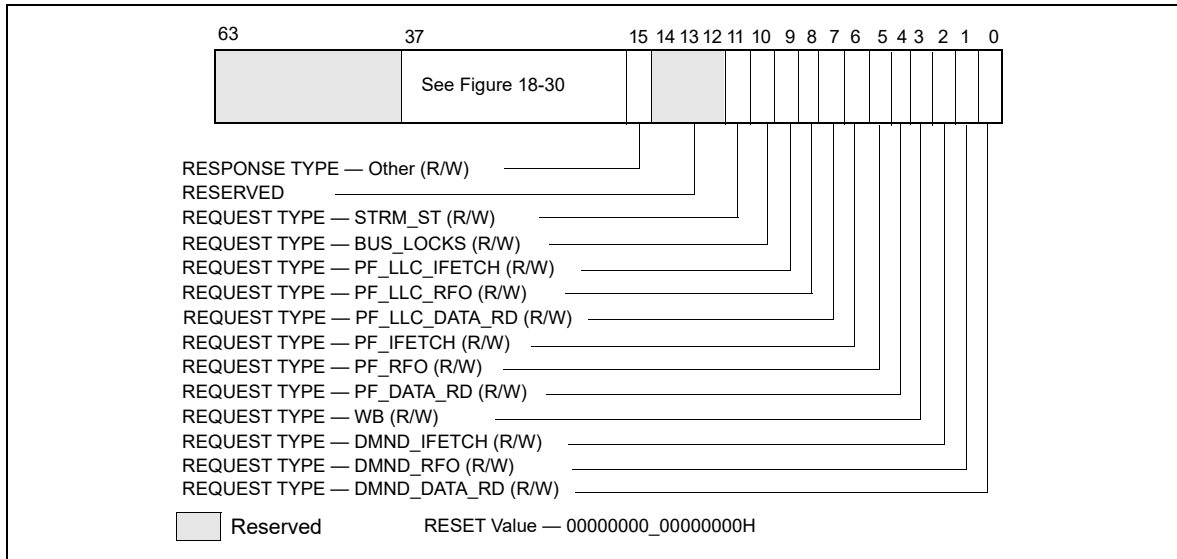 63 37 15 14 13 12 11 10 9 8 7 6 5 4 3 2 1 0
See Figure 18-30
RESPONSE TYPE — Other (R/W)
RESERVED
REQUEST TYPE — STRM_ST (R/W)
REQUEST TYPE — BUS_LOCKS (R/W)
REQUEST TYPE — PF_LLC_IFETCH (R/W)
REQUEST TYPE — PF_LLC_RFO (R/W)
REQUEST TYPE — PF_LLC_DATA_RD (R/W)
REQUEST TYPE — PF_IFETCH (R/W)
REQUEST TYPE — PF_RFO (R/W)
REQUEST TYPE — PF_DATA_RD (R/W)
REQUEST TYPE — WB (R/W)
REQUEST TYPE — DMND_IFETCH (R/W)
REQUEST TYPE — DMND_RFO (R/W)
REQUEST TYPE — DMND_DATA_RD (R/W)
Reserved RESET Value — 00000000_00000000H